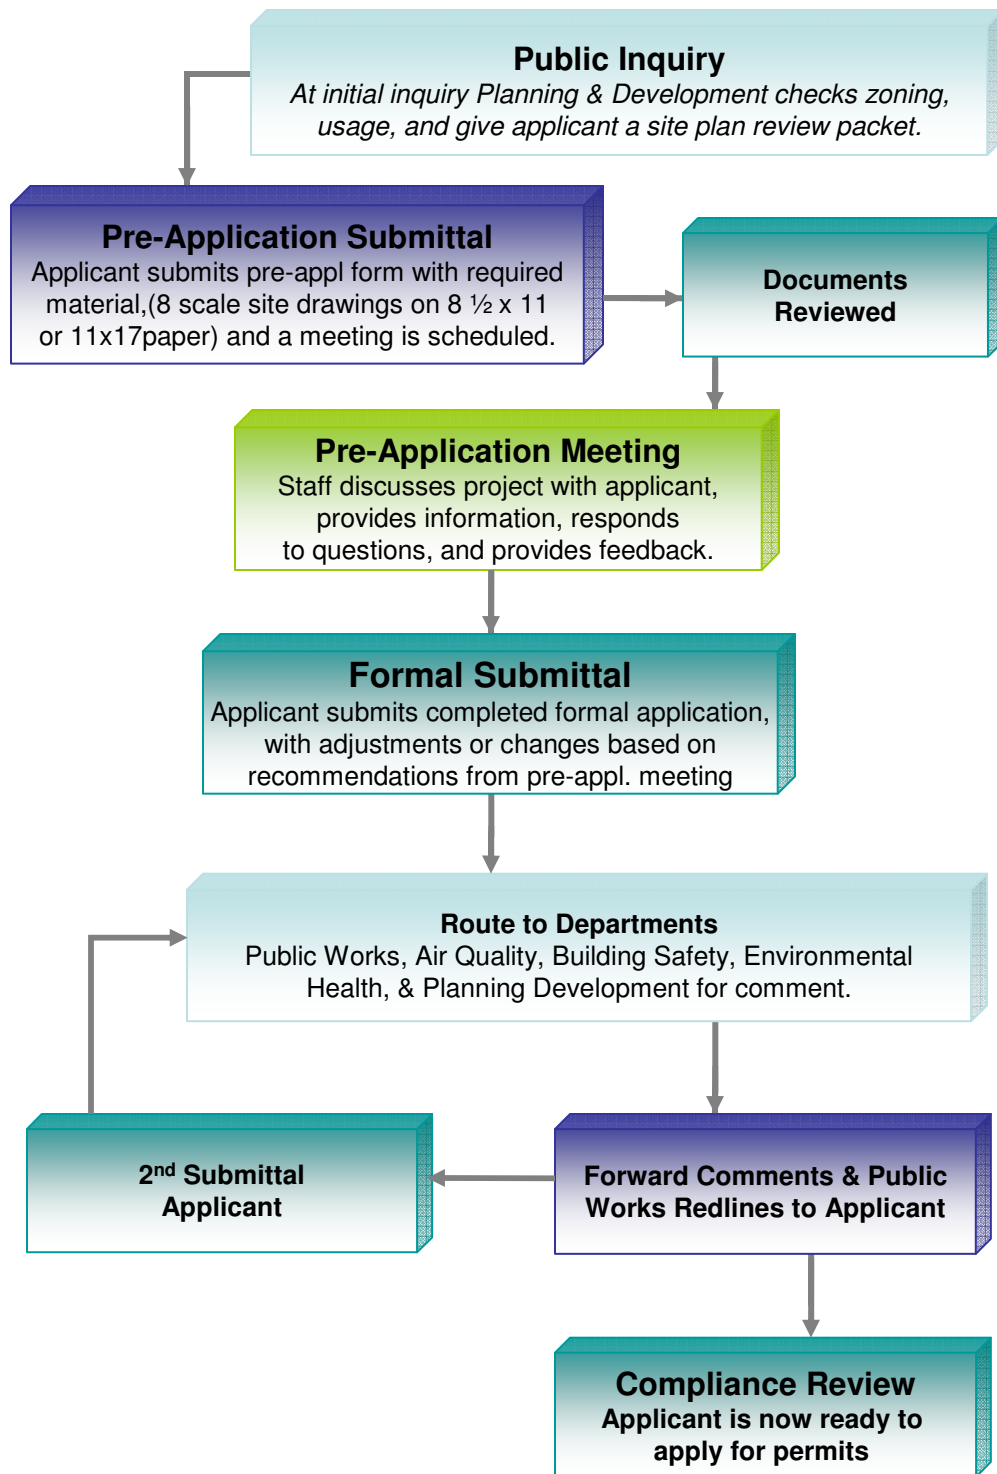 Public Inquiry
At initial inquiry Planning & Development checks zoning,
usage, and give applicant a site plan review packet.
Pre-Application Submittal
Applicant submits pre-appl form with required
material,(8 scale site drawings on 8 ½ x 11
or 11x17paper) and a meeting is scheduled.
Documents
Reviewed
Pre-Application Meeting
Staff discusses project with applicant,
provides information, responds
to questions, and provides feedback.
Formal Submittal
Applicant submits completed formal application,
with adjustments or changes based on
recommendations from pre-appl. meeting
Route to Departments
Public Works, Air Quality, Building Safety, Environmental
Health, & Planning Development for comment.
2nd Submittal
Applicant
Forward Comments & Public
Works Redlines to Applicant
Compliance Review
Applicant is now ready to
apply for permits